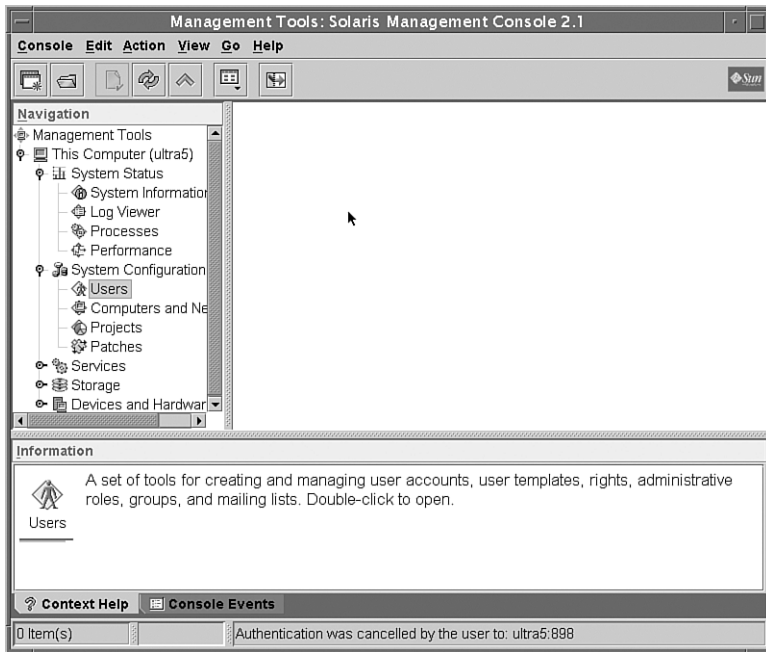 Management Tools: Solaris Management Console 2.1
Console Edit Action View Go Help
Sun
Navigation
Management Tools
This Computer (ultra5)
System Status
System Information
Log Viewer
Processes
Performance
System Configuration
Users
Computers and Ne
Projects
Patches
Services
Storage
Devices and Hardwar
Information
A set of tools for creating and managing user accounts, user templates, rights, administrative
roles, groups, and mailing lists. Double-click to open.
Users
Context Help Console Events
0 Item(s) Authentication was cancelled by the user to: ultra5:898